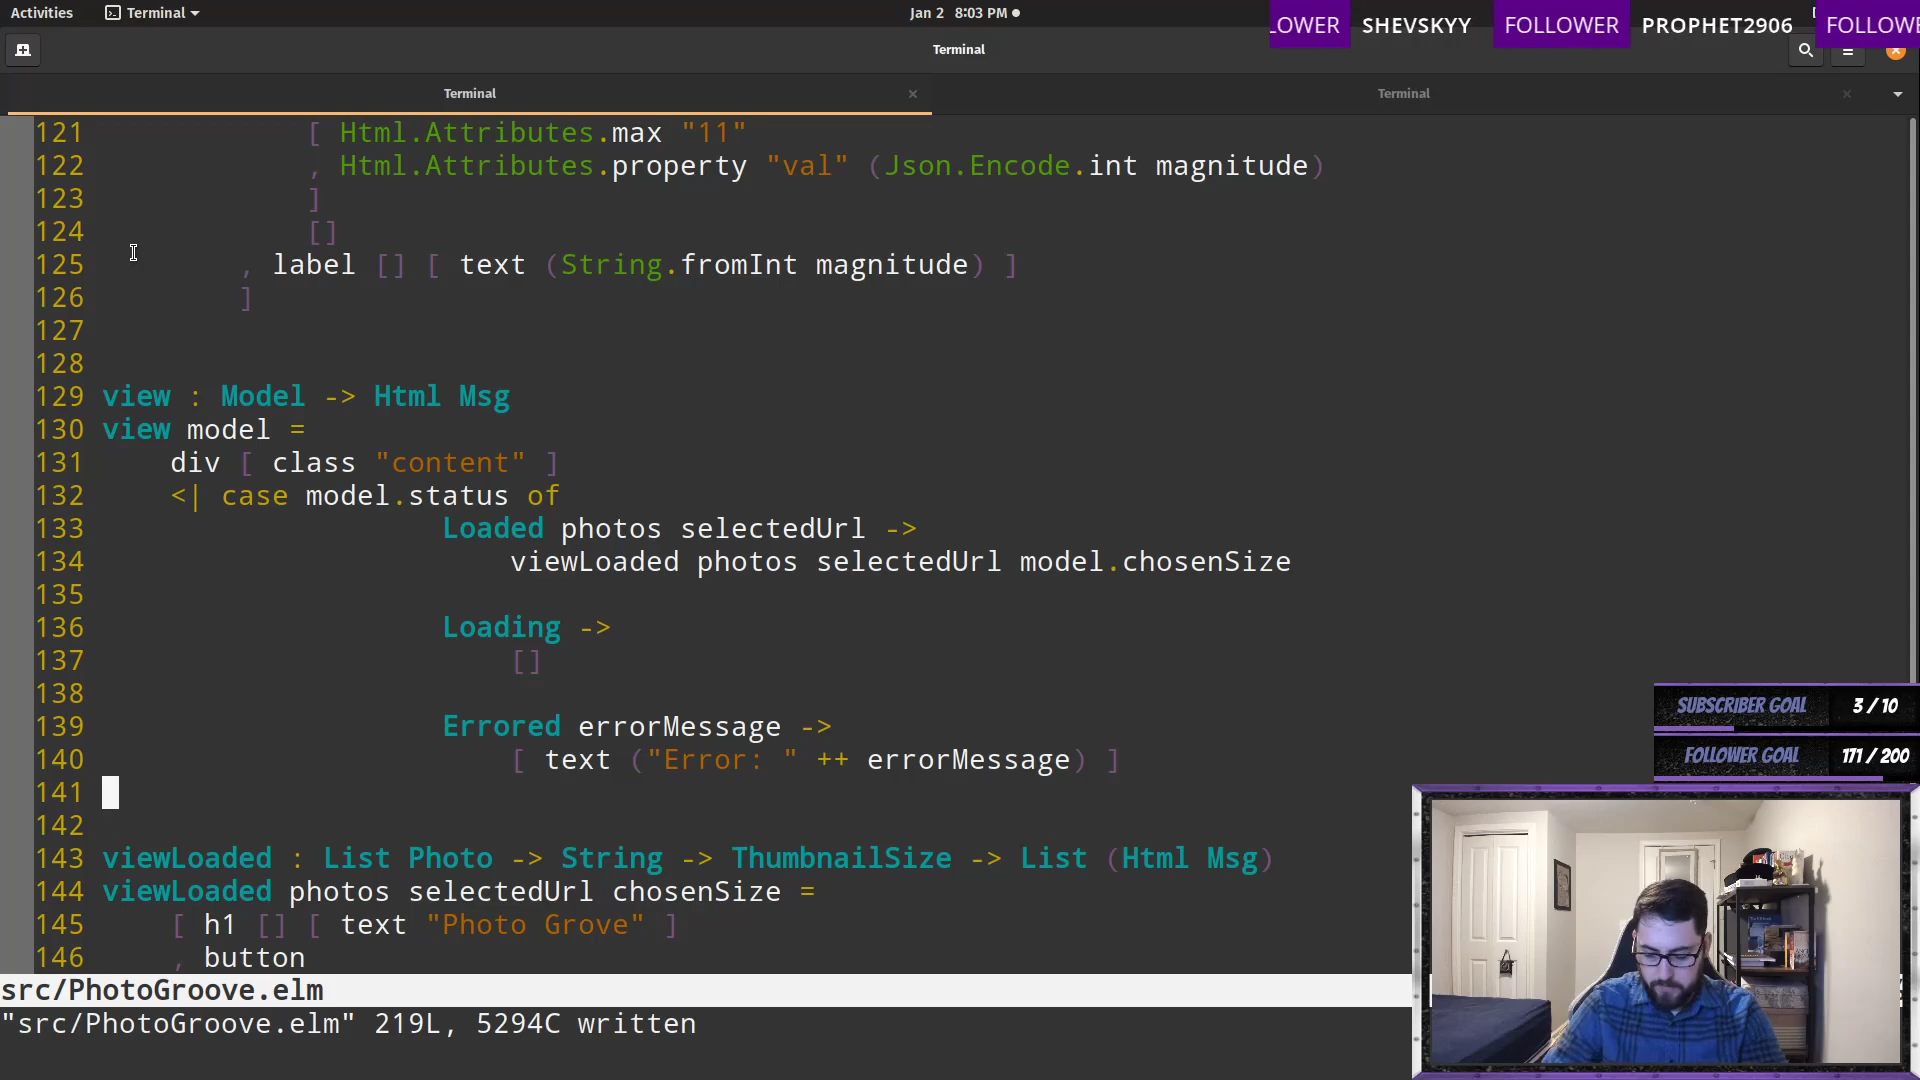 Activities
Terminal
Jan 2 8:03 PM
LOWER SHEVSKYY FOLLOWER PROPHET2906 FOLLOWE
Terminal
Terminal
Terminal
121 [ Html.Attributes.max "11"
122 , Html.Attributes.property "val" (Json.Encode.int magnitude)
123 ]
124 []
125 , label [] [ text (String.fromInt magnitude) ]
126 ]
127
128
129 view : Model -> Html Msg
130 view model =
131 div [ class "content" ]
132 <| case model.status of
133 Loaded photos selectedUrl ->
134 viewLoaded photos selectedUrl model.chosenSize
135
136 Loading ->
137 []
138
139 Errored errorMessage ->
140 [ text ("Error: " ++ errorMessage) ]
141
142
143 viewLoaded : List Photo -> String -> ThumbnailSize -> List (Html Msg)
144 viewLoaded photos selectedUrl chosenSize =
145 [ h1 [] [ text "Photo Grove" ]
146 , button
src/PhotoGroove.elm
"src/PhotoGroove.elm" 219L, 5294C written
SUBSCRIBER GOAL 3 / 10
FOLLOWER GOAL 171 / 200